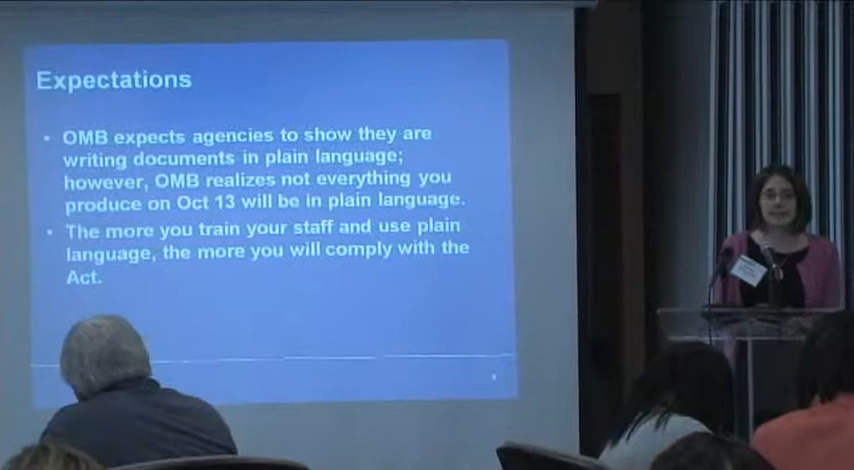 Expectations
• OMB expects agencies to show they are
writing documents in plain language;
however, OMB realizes not everything you
produce on Oct 13 will be in plain language.
• The more you train your staff and use plain
language, the more you will comply with the
Act.